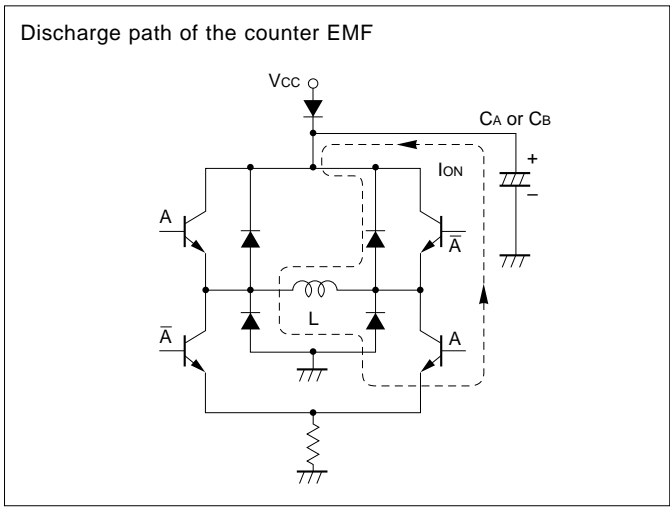 Discharge path of the counter EMF
VCC
CA or CB
+
ION
−
A
A̅
L
A̅
A